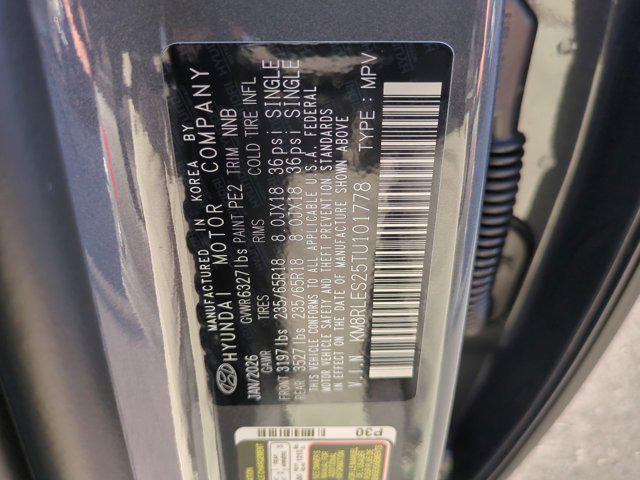 MANUFACTURED IN KOREA BY
HYUNDAI MOTOR COMPANY
JAN/2026 GVWR 6327lbs PAINT PE2 TRIM NNB
GAWR TIRES RIMS COLD TIRE INFL
FRONT 3197lbs 235/65R18 8.0JX18 36psi SINGLE
REAR 3527lbs 235/65R18 8.0JX18 36psi SINGLE
THIS VEHICLE CONFORMS TO ALL APPLICABLE U.S.A. FEDERAL
MOTOR VEHICLE SAFETY AND THEFT PREVENTION STANDARDS
IN EFFECT ON THE DATE OF MANUFACTURE SHOWN ABOVE
V.I.N : KM8RLES25TU101778 TYPE : MPV
P30